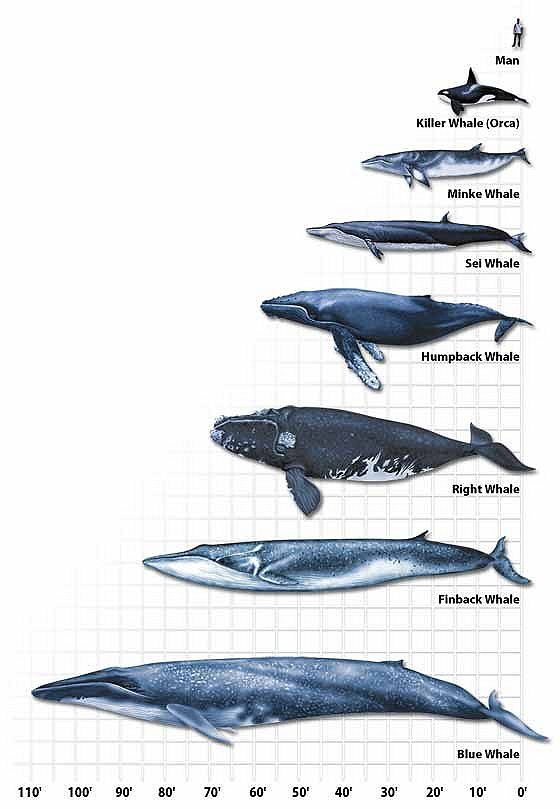 Man
Killer Whale (Orca)
Minke Whale
Sei Whale
Humpback Whale
Right Whale
Finback Whale
Blue Whale
110' 100' 90' 80' 70' 60' 50' 40' 30' 20' 10' 0'